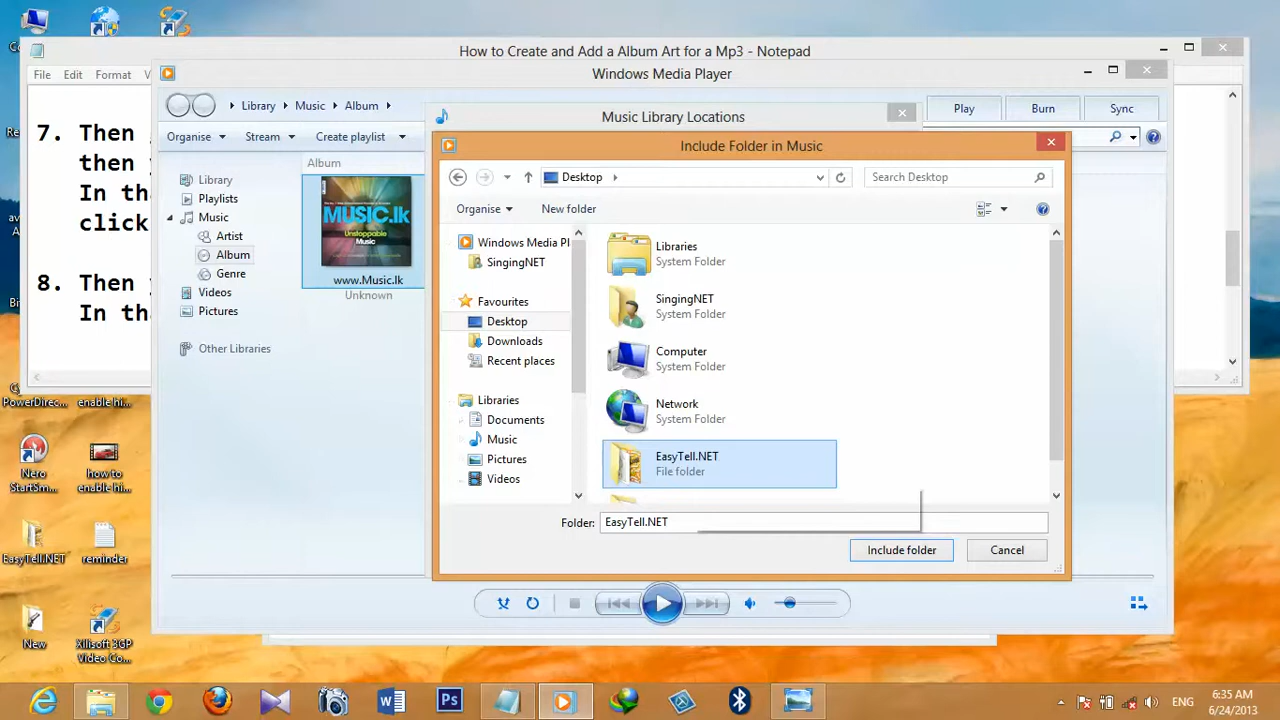 How to Create and Add a Album Art for a Mp3 - Notepad
File Edit Format
Windows Media Player
Library Music Album
Play Burn Sync
Organise Stream Create playlist
Music Library Locations
7. Then
then
In
click
8. Then
In
Library
Playlists
Music
Artist
Album
Genre
Videos
Pictures
Other Libraries
Album
MUSIC.lk
Unstoppable
Music
www.Music.lk
Unknown
Include Folder in Music
Desktop
Search Desktop
Organise New folder
Windows Media Pl
SingingNET
Favourites
Desktop
Downloads
Recent places
Libraries
Documents
Music
Pictures
Videos
Libraries
System Folder
SingingNET
System Folder
Computer
System Folder
Network
System Folder
EasyTell.NET
File folder
Folder: EasyTell.NET
Include folder Cancel
PowerDirec...
enable hi...
Nero
StartSm...
how to
enable hi...
EasyTell.NET
reminder
New
Xilisoft 3GP
Video Co...
Ps
ENG
6:35 AM
6/24/2013